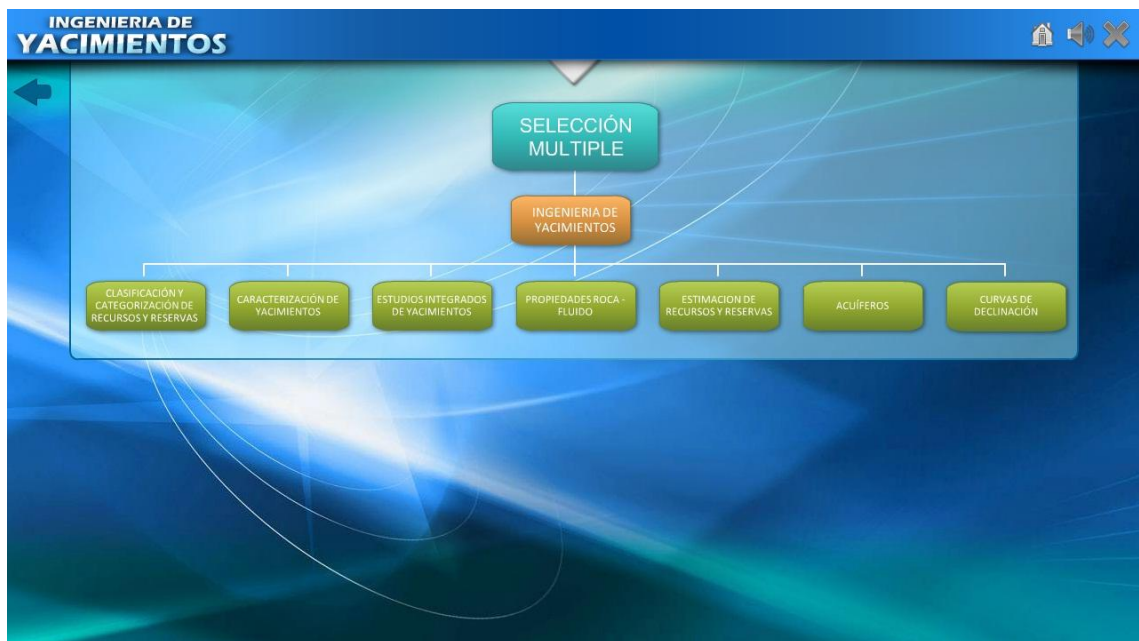 INGENIERIA DE
YACIMIENTOS
SELECCIÓN
MULTIPLE
INGENIERIA DE
YACIMIENTOS
CLASIFICACIÓN Y
CATEGORIZACIÓN DE
RECURSOS Y RESERVAS
CARACTERIZACIÓN DE
YACIMIENTOS
ESTUDIOS INTEGRADOS
DE YACIMIENTOS
PROPIEDADES ROCA -
FLUIDO
ESTIMACION DE
RECURSOS Y RESERVAS
ACUÍFEROS
CURVAS DE
DECLINACIÓN